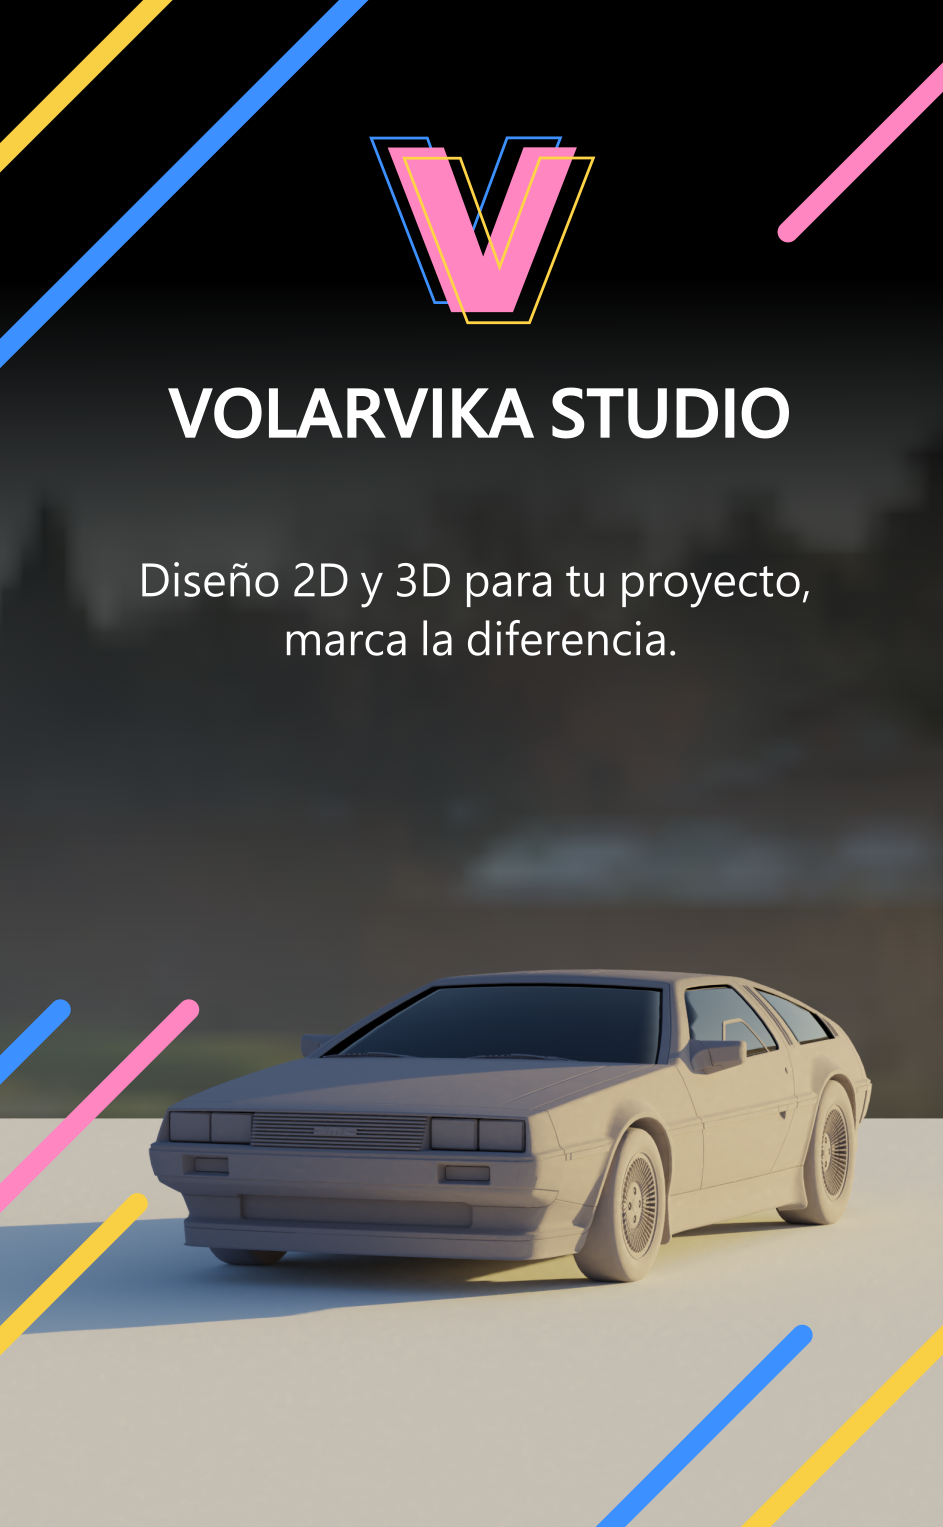 V
VOLARVIKA STUDIO
Diseño 2D y 3D para tu proyecto,
marca la diferencia.